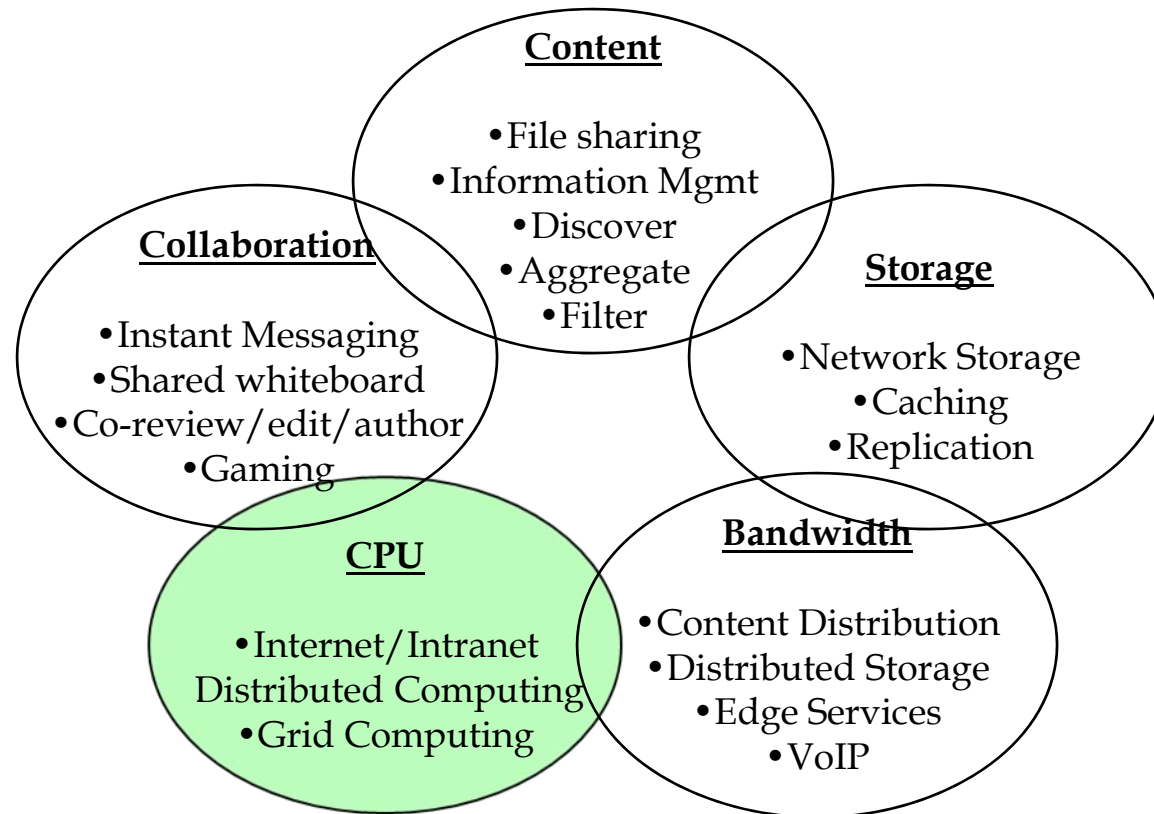 Content
•File sharing
•Information Mgmt
•Discover
•Aggregate
•Filter
Collaboration
•Instant Messaging
•Shared whiteboard
•Co-review/edit/author
•Gaming
Storage
•Network Storage
•Caching
•Replication
CPU
•Internet/Intranet
Distributed Computing
•Grid Computing
Bandwidth
•Content Distribution
•Distributed Storage
•Edge Services
•VoIP